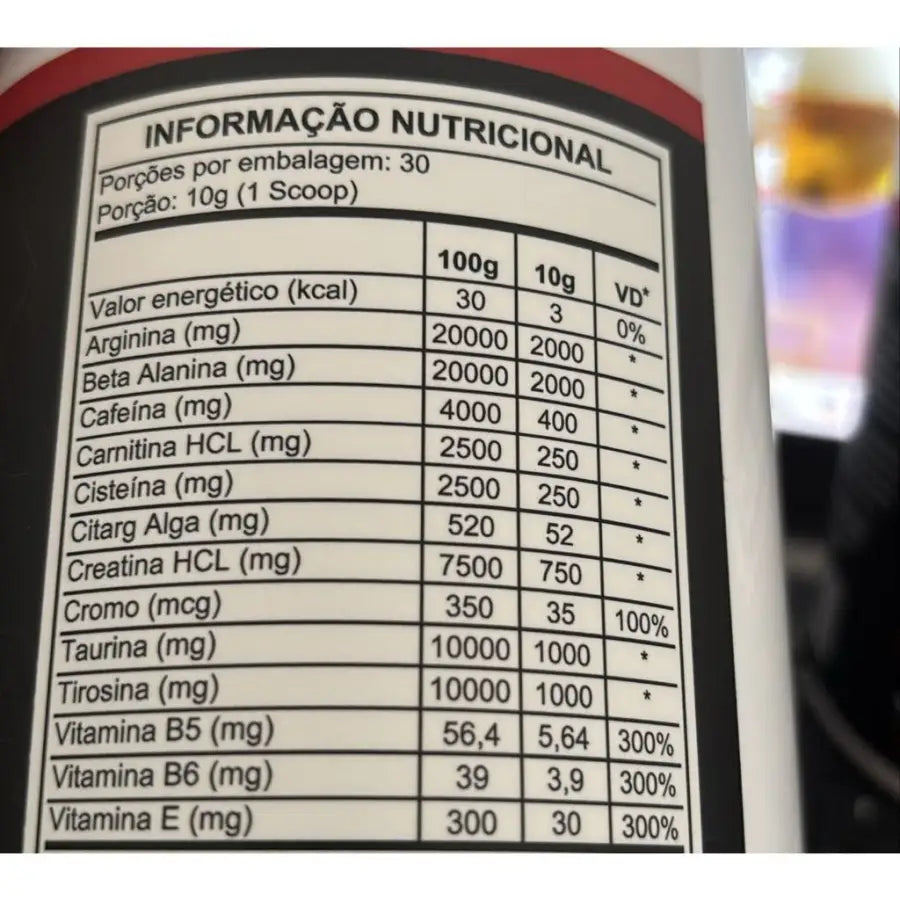 INFORMAÇÃO NUTRICIONAL
Porções por embalagem: 30
Porção: 10g (1 Scoop)
100g 10g VD*
Valor energético (kcal) 30 3 0%
Arginina (mg) 20000 2000 *
Beta Alanina (mg) 20000 2000 *
Cafeína (mg) 4000 400 *
Carnitina HCL (mg) 2500 250 *
Cisteína (mg) 2500 250 *
Citarg Alga (mg) 520 52 *
Creatina HCL (mg) 7500 750 *
Cromo (mcg) 350 35 100%
Taurina (mg) 10000 1000 *
Tirosina (mg) 10000 1000 *
Vitamina B5 (mg) 56,4 5,64 300%
Vitamina B6 (mg) 39 3,9 300%
Vitamina E (mg) 300 30 300%